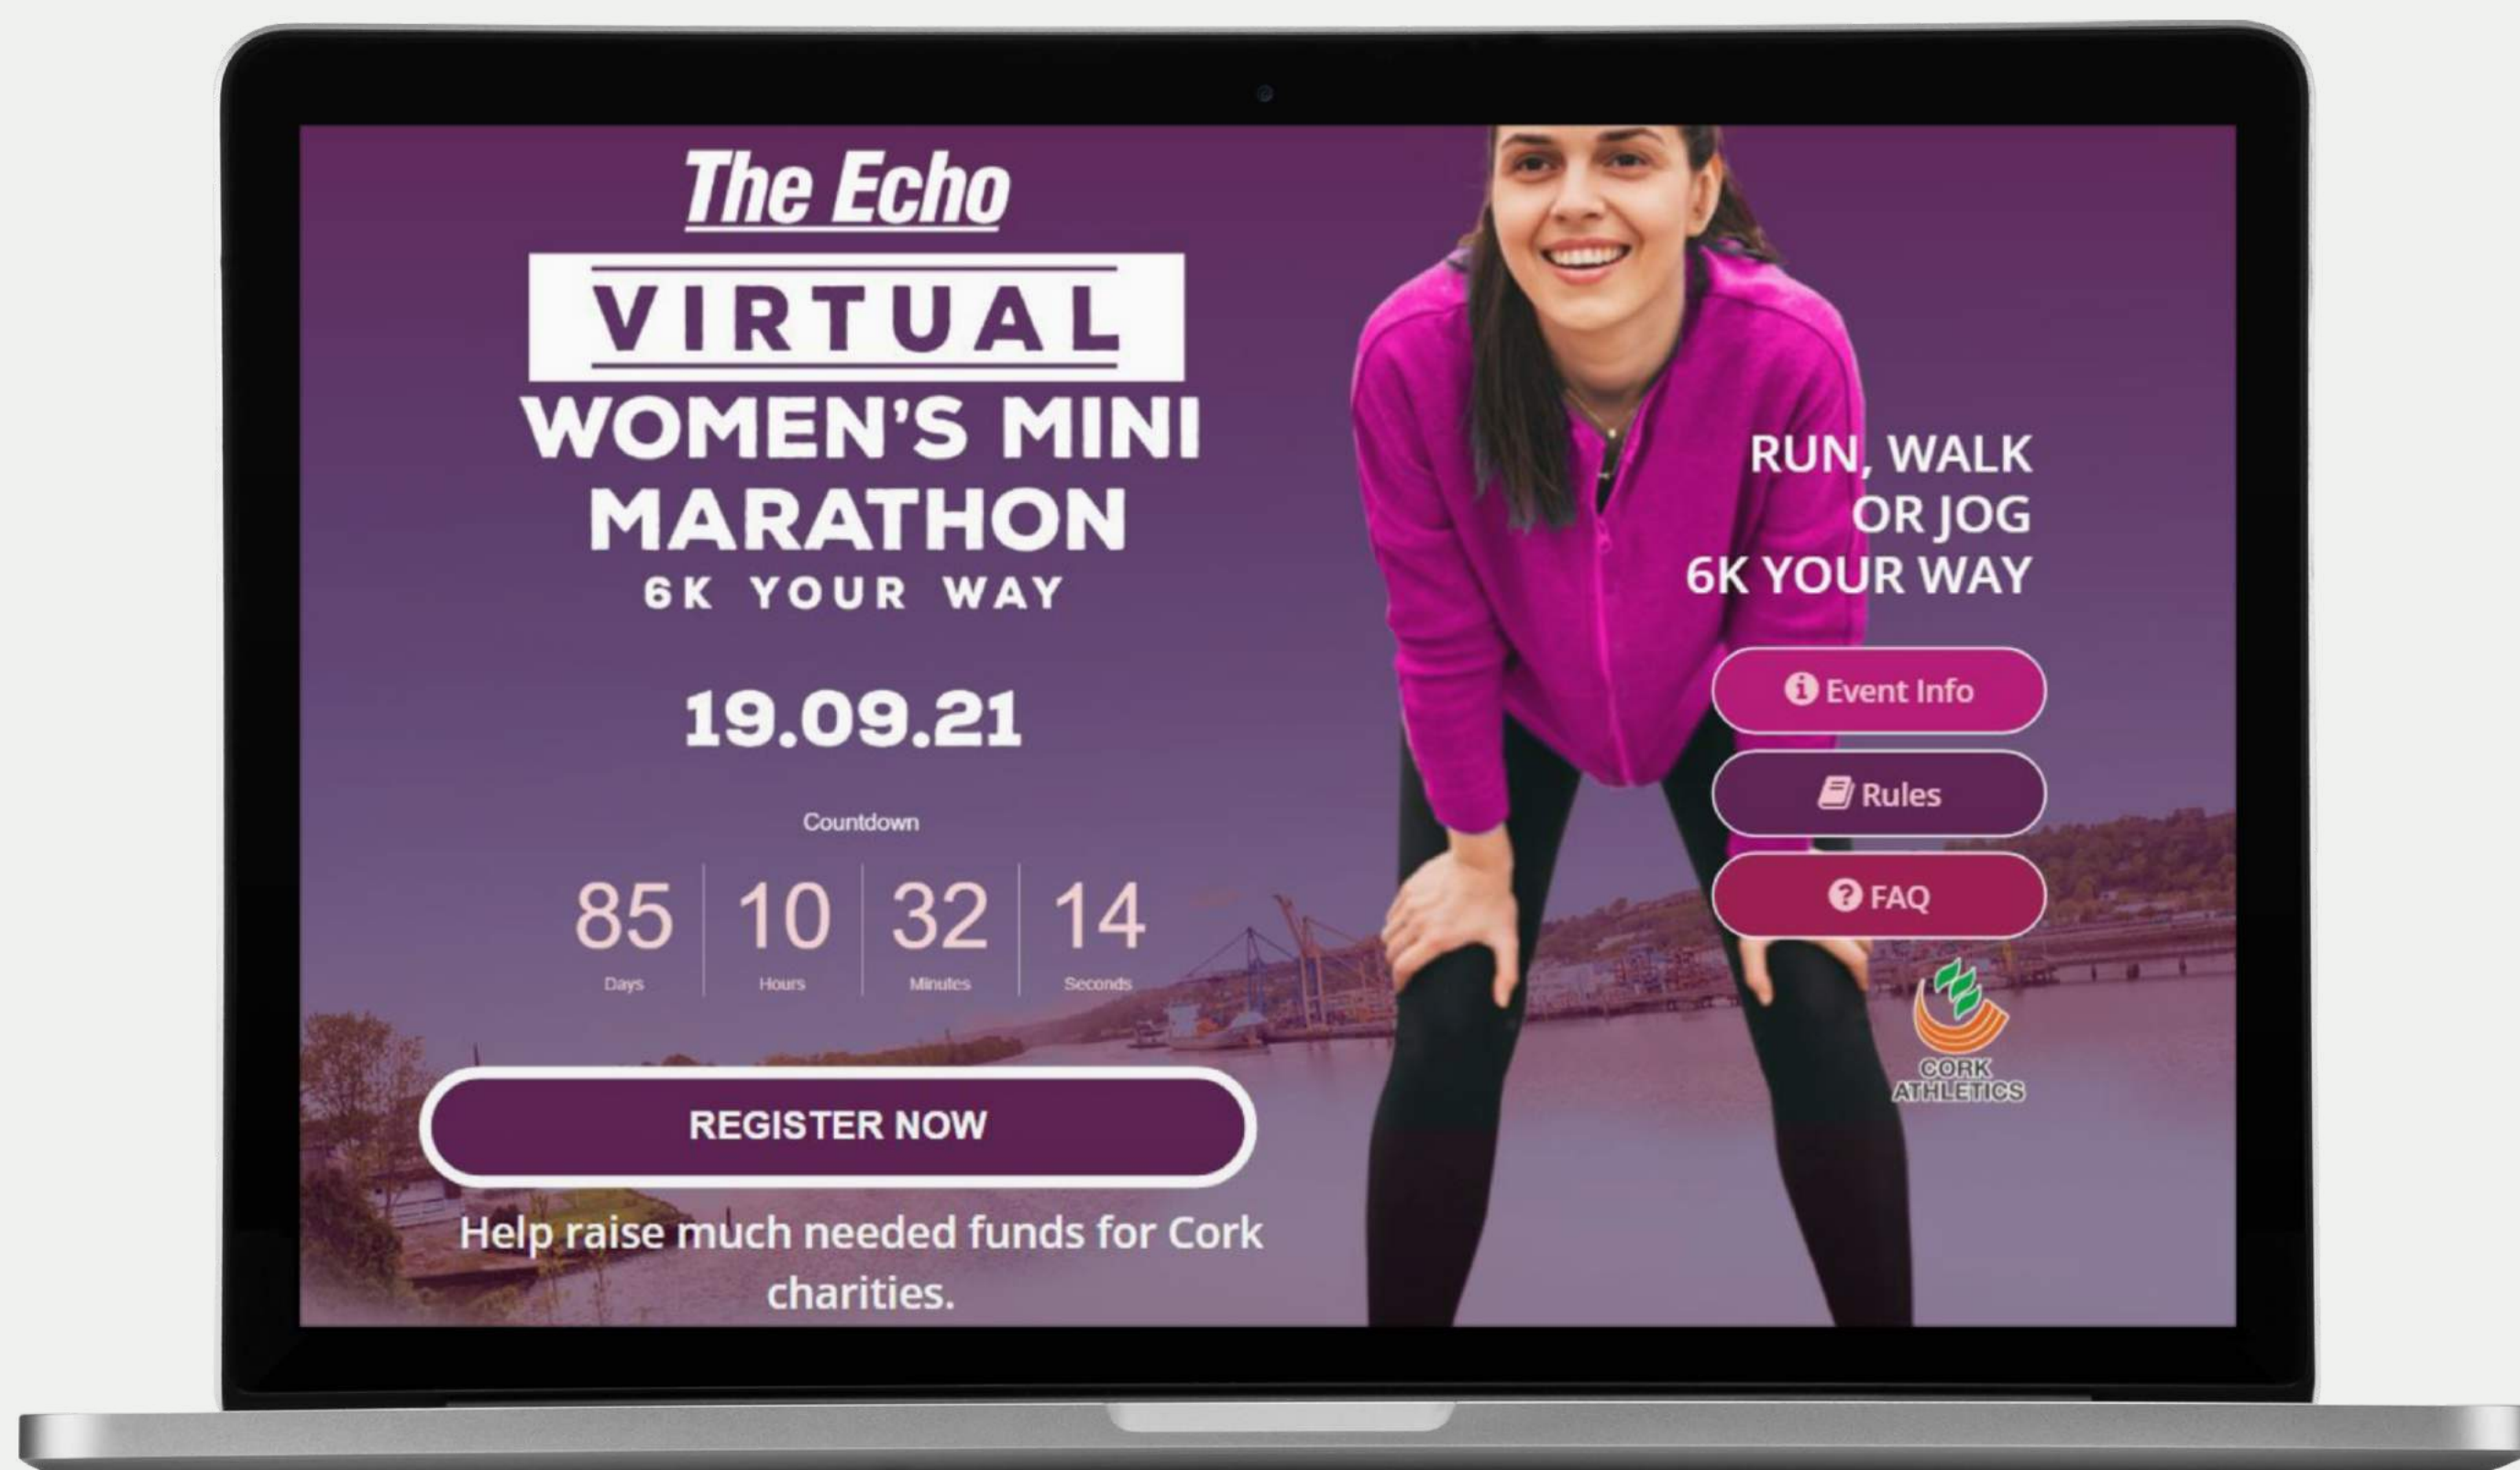 The Echo
VIRTUAL
WOMEN'S MINI
MARATHON
6K YOUR WAY
19.09.21
Countdown
85 10 32 14
Days Hours Minutes Seconds
REGISTER NOW
Help raise much needed funds for Cork
charities.
RUN, WALK
OR JOG
6K YOUR WAY
Event Info
Rules
FAQ
CORK
ATHLETICS